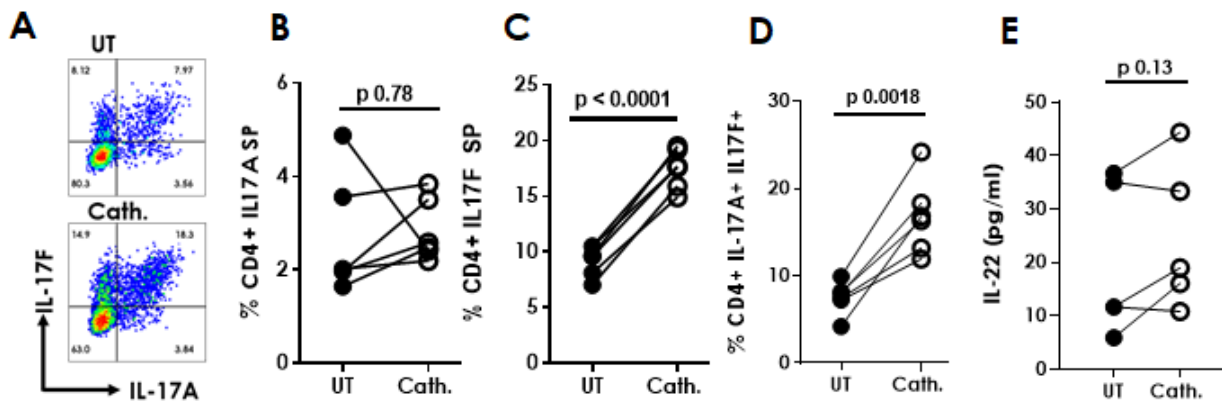 A
UT
8.12 7.97
80.3 3.56
Cath.
14.9 18.3
63.0 3.84
IL-17F
IL-17A
B
p 0.78
% CD4+ IL17A SP
6
4
2
0
UT Cath.
C
p < 0.0001
% CD4+ IL17F SP
25
20
15
10
5
0
UT Cath.
D
p 0.0018
% CD4+ IL-17A+ IL17F+
30
20
10
0
UT Cath.
E
p 0.13
IL-22 (pg/ml)
50
40
30
20
10
0
UT Cath.